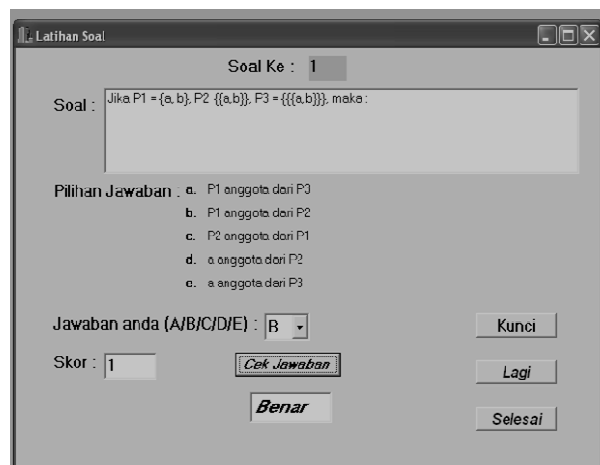 Latihan Soal
Soal Ke : 1
Soal : Jika P1 = {a, b}, P2 {{a,b}}, P3 = {{{a,b}}}, maka :
Pilihan Jawaban : a. P1 anggota dari P3
b. P1 anggota dari P2
c. P2 anggota dari P1
d. a anggota dari P2
e. a anggota dari P3
Jawaban anda (A/B/C/D/E) : B
Kunci
Skor : 1
Cek Jawaban
Lagi
Benar
Selesai